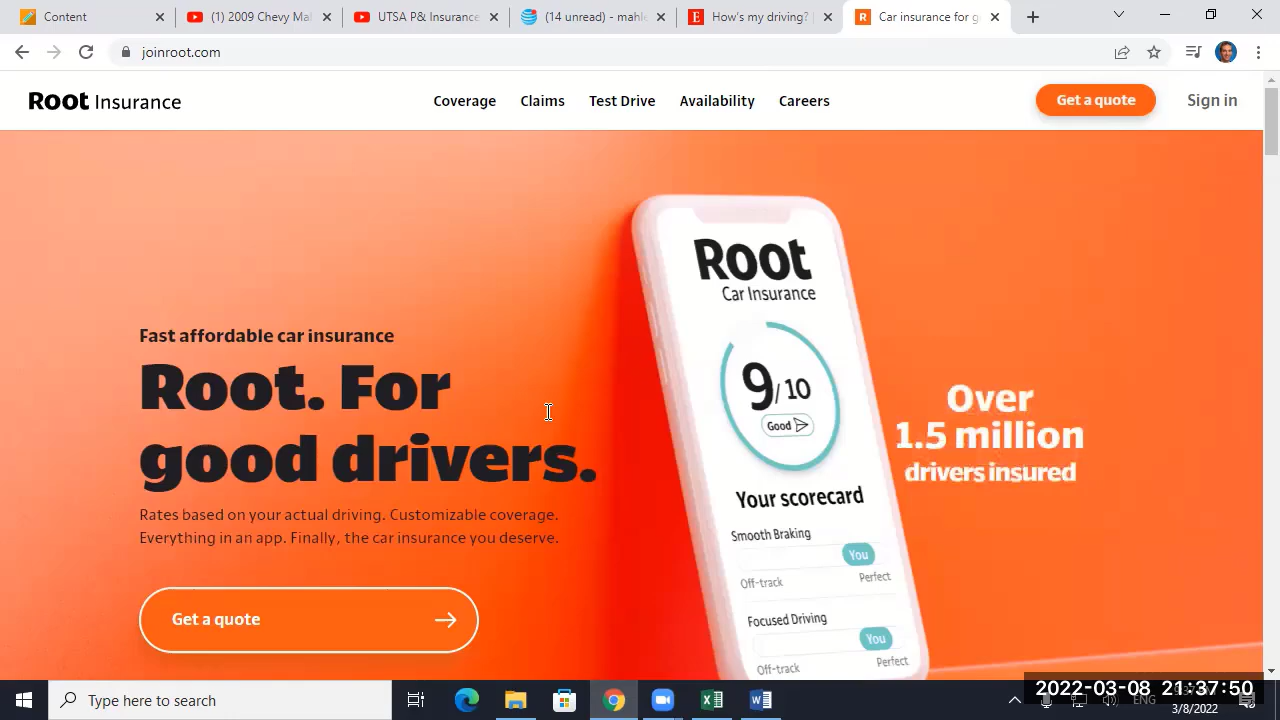 Content
(1) 2009 Chevy Mal
UTSA P&I Insurance
(14 unread) - mahle
How's my driving? |
Car insurance for g
joinroot.com
Root Insurance
Coverage
Claims
Test Drive
Availability
Careers
Get a quote
Sign in
Fast affordable car insurance
Root. For
good drivers.
Rates based on your actual driving. Customizable coverage.
Everything in an app. Finally, the car insurance you deserve.
Get a quote
Root
Car Insurance
9/10
Good
Your scorecard
Smooth Braking
You
Off-track
Perfect
Focused Driving
You
Off-track
Perfect
Over
1.5 million
drivers insured
Type here to search
2022-03-08 21:37:50
ENG
3/8/2022